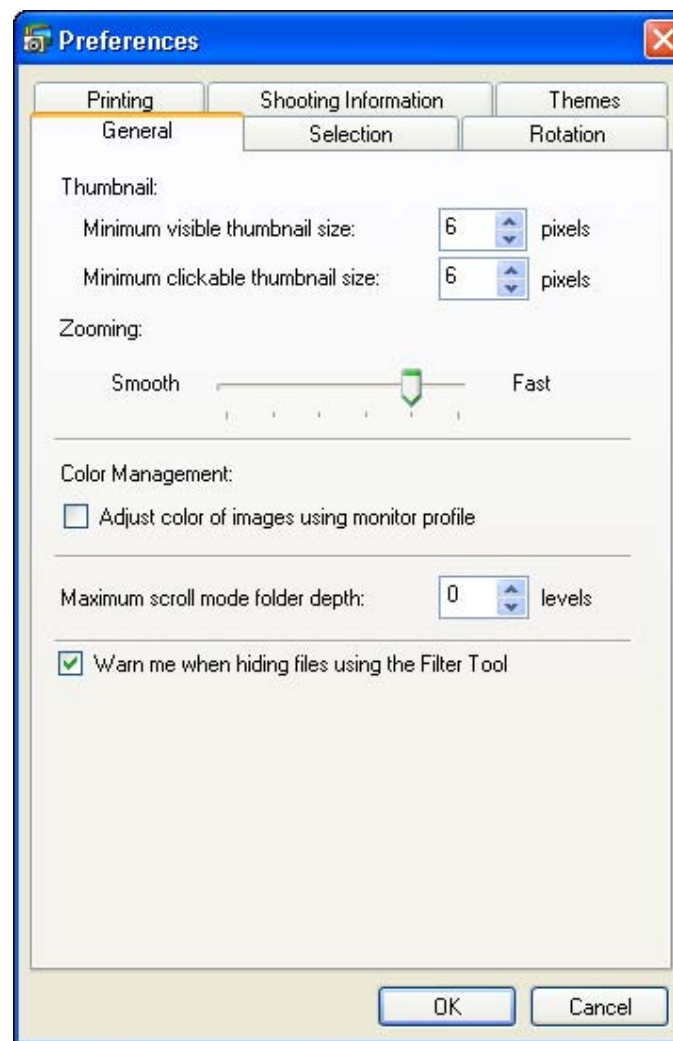 Preferences
Printing Shooting Information Themes
General Selection Rotation
Thumbnail:
Minimum visible thumbnail size: 6 pixels
Minimum clickable thumbnail size: 6 pixels
Zooming:
Smooth Fast
Color Management:
Adjust color of images using monitor profile
Maximum scroll mode folder depth: 0 levels
Warn me when hiding files using the Filter Tool
OK Cancel